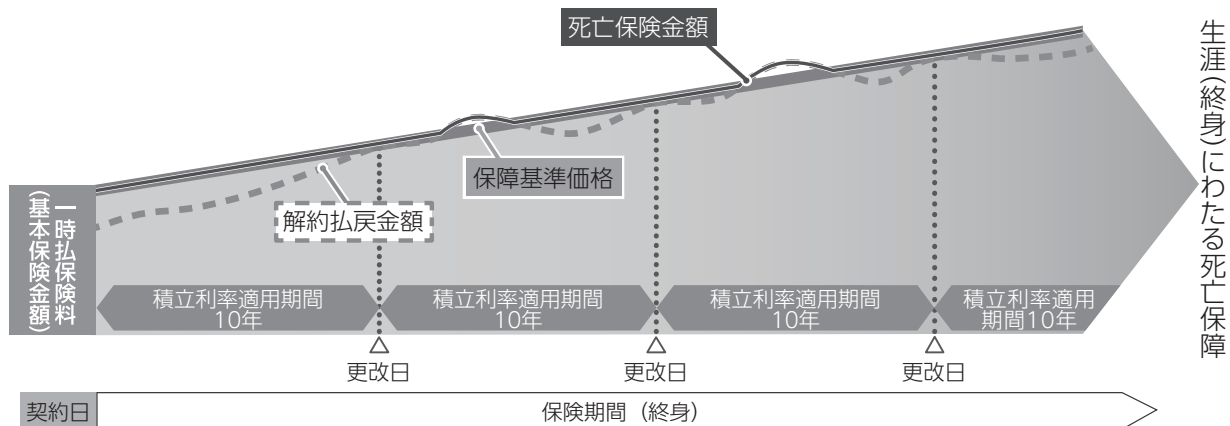 死亡保険金額
保障基準価格
解約払戻金額
一時払保険料
(基本保険金額)
積立利率適用期間
10年
積立利率適用期間
10年
積立利率適用期間
10年
積立利率適用
期間10年
更改日
更改日
更改日
契約日
保険期間（終身）
生涯(終身)にわたる死亡保障